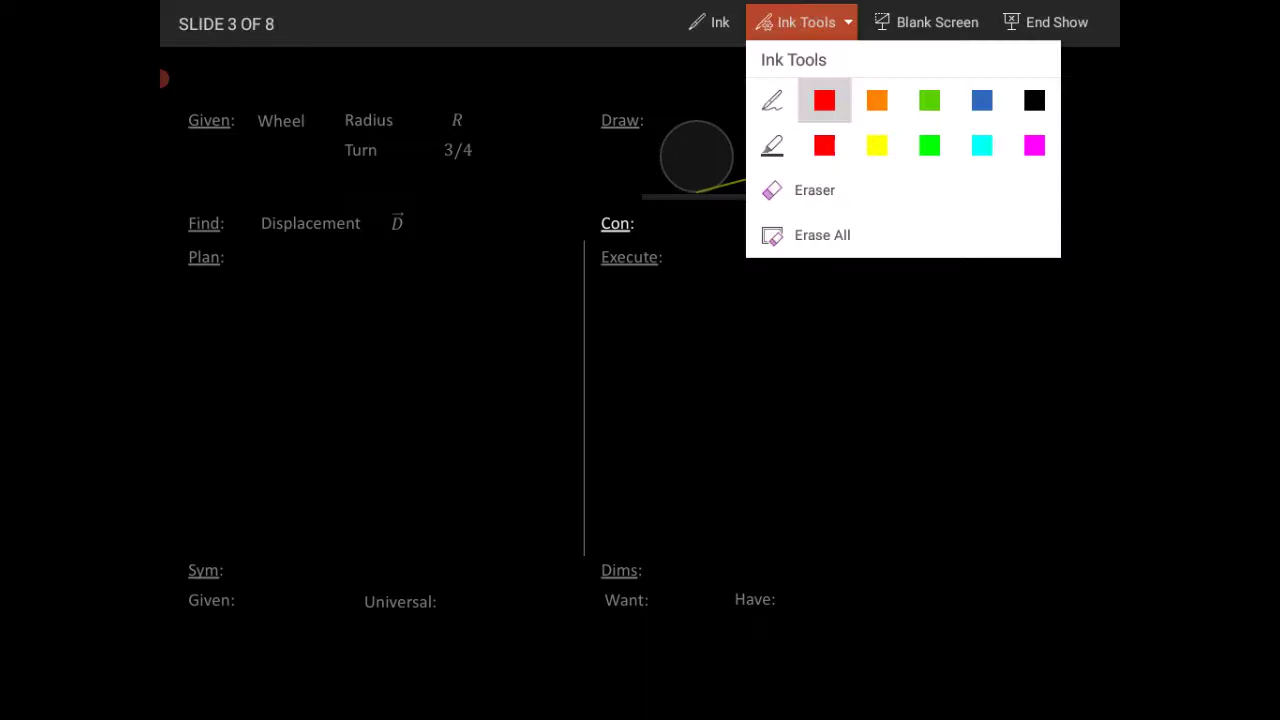 SLIDE 3 OF 8 Ink Ink Tools Blank Screen End Show
Ink Tools
Eraser
Erase All
Given: Wheel Radius R Draw:
Turn 3/4
Find: Displacement D⃗ Con:
Plan: Execute:
Sym: Dims:
Given: Universal: Want: Have: